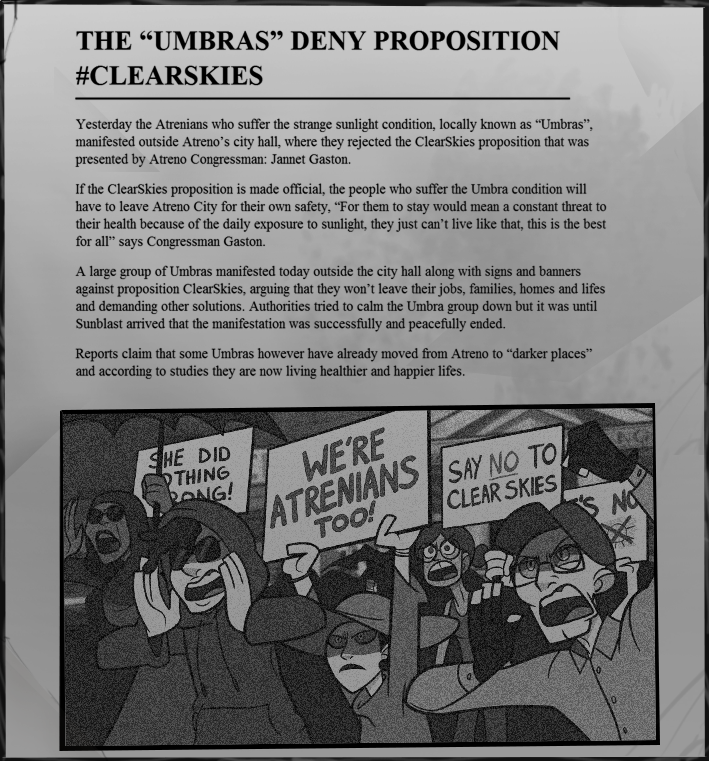 THE “UMBRAS” DENY PROPOSITION
#CLEARSKIES
Yesterday the Atrenians who suffer the strange sunlight condition, locally known as “Umbras”,
manifested outside Atreno’s city hall, where they rejected the ClearSkies proposition that was
presented by Atreno Congressman: Jannet Gaston.
If the ClearSkies proposition is made official, the people who suffer the Umbra condition will
have to leave Atreno City for their own safety, “For them to stay would mean a constant threat to
their health because of the daily exposure to sunlight, they just can’t live like that, this is the best
for all” says Congressman Gaston.
A large group of Umbras manifested today outside the city hall along with signs and banners
against proposition ClearSkies, arguing that they won’t leave their jobs, families, homes and lifes
and demanding other solutions. Authorities tried to calm the Umbra group down but it was until
Sunblast arrived that the manifestation was successfully and peacefully ended.
Reports claim that some Umbras however have already moved from Atreno to “darker places”
and according to studies they are now living healthier and happier lifes.
SHE DID
THING
RONG!
WE'RE
ATRENIANS
TOO!
SAY NO TO
CLEAR SKIES
'S NO